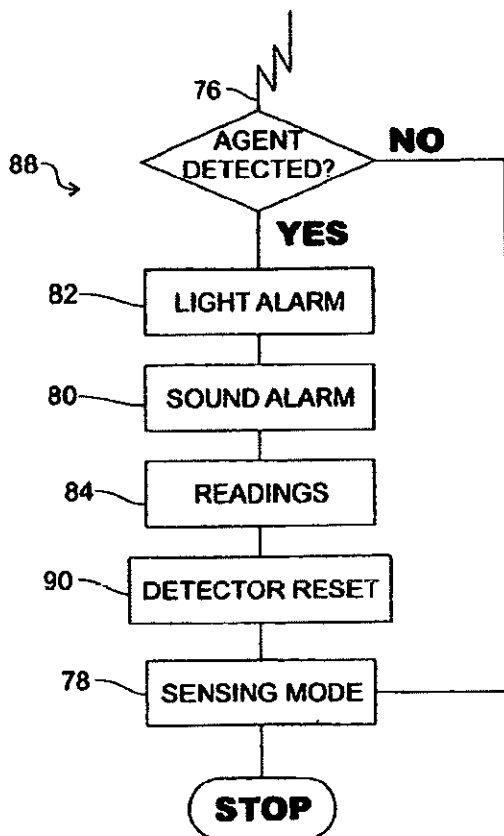 76
AGENT
DETECTED?
NO
88
YES
82
LIGHT ALARM
80
SOUND ALARM
84
READINGS
90
DETECTOR RESET
78
SENSING MODE
STOP